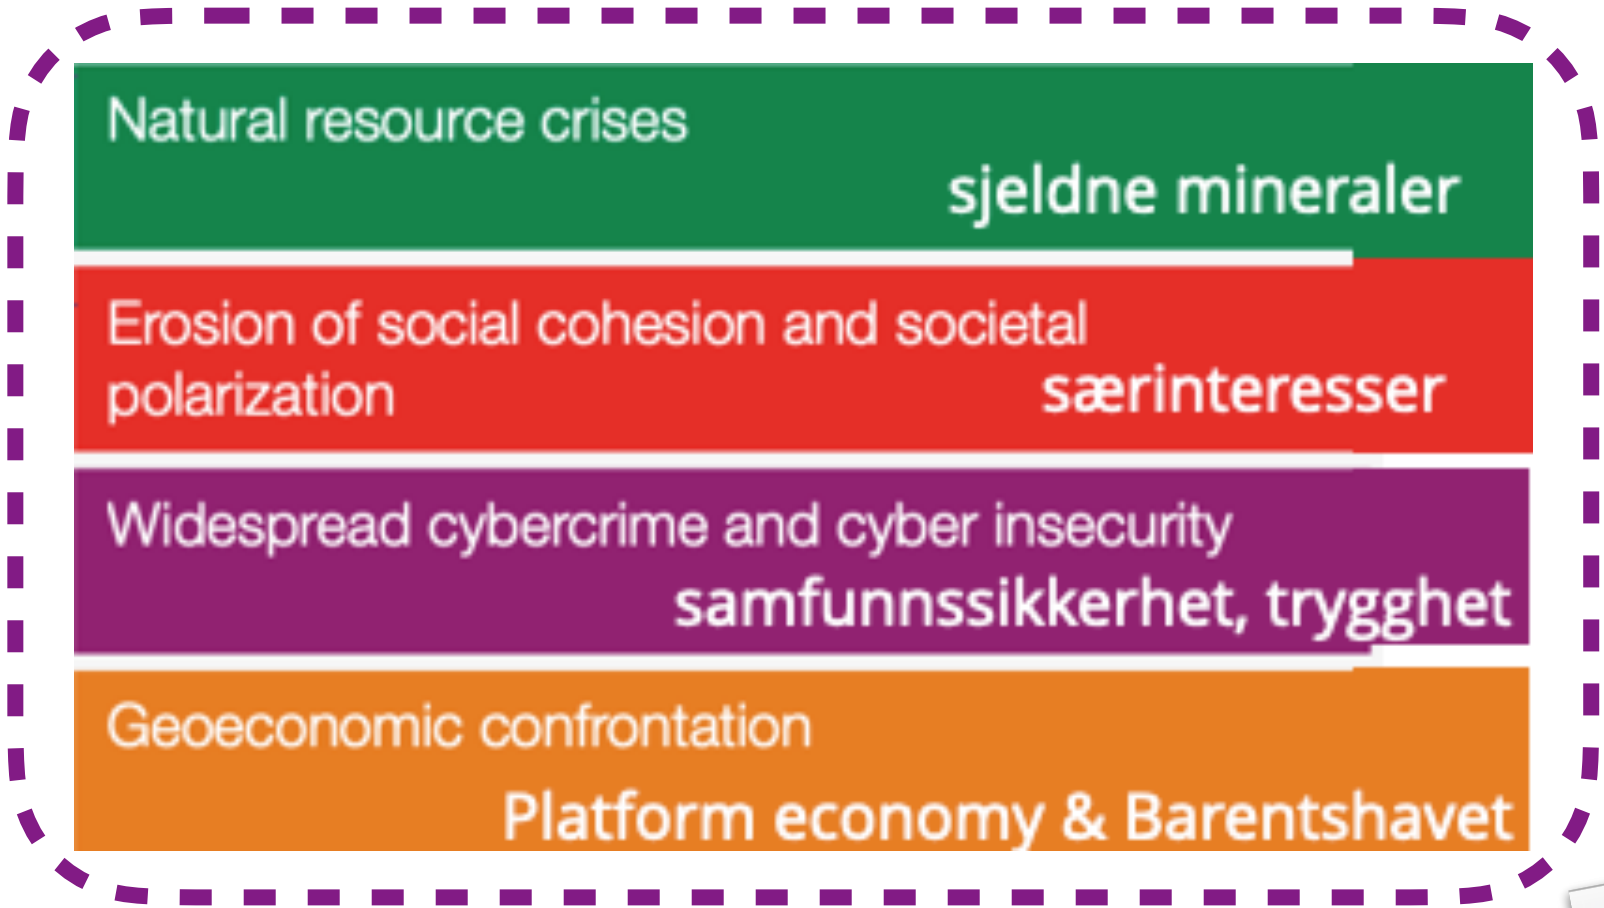 Natural resource crises
sjeldne mineraler
Erosion of social cohesion and societal
polarization
særinteresser
Widespread cybercrime and cyber insecurity
samfunnssikkerhet, trygghet
Geoeconomic confrontation
Platform economy & Barentshavet